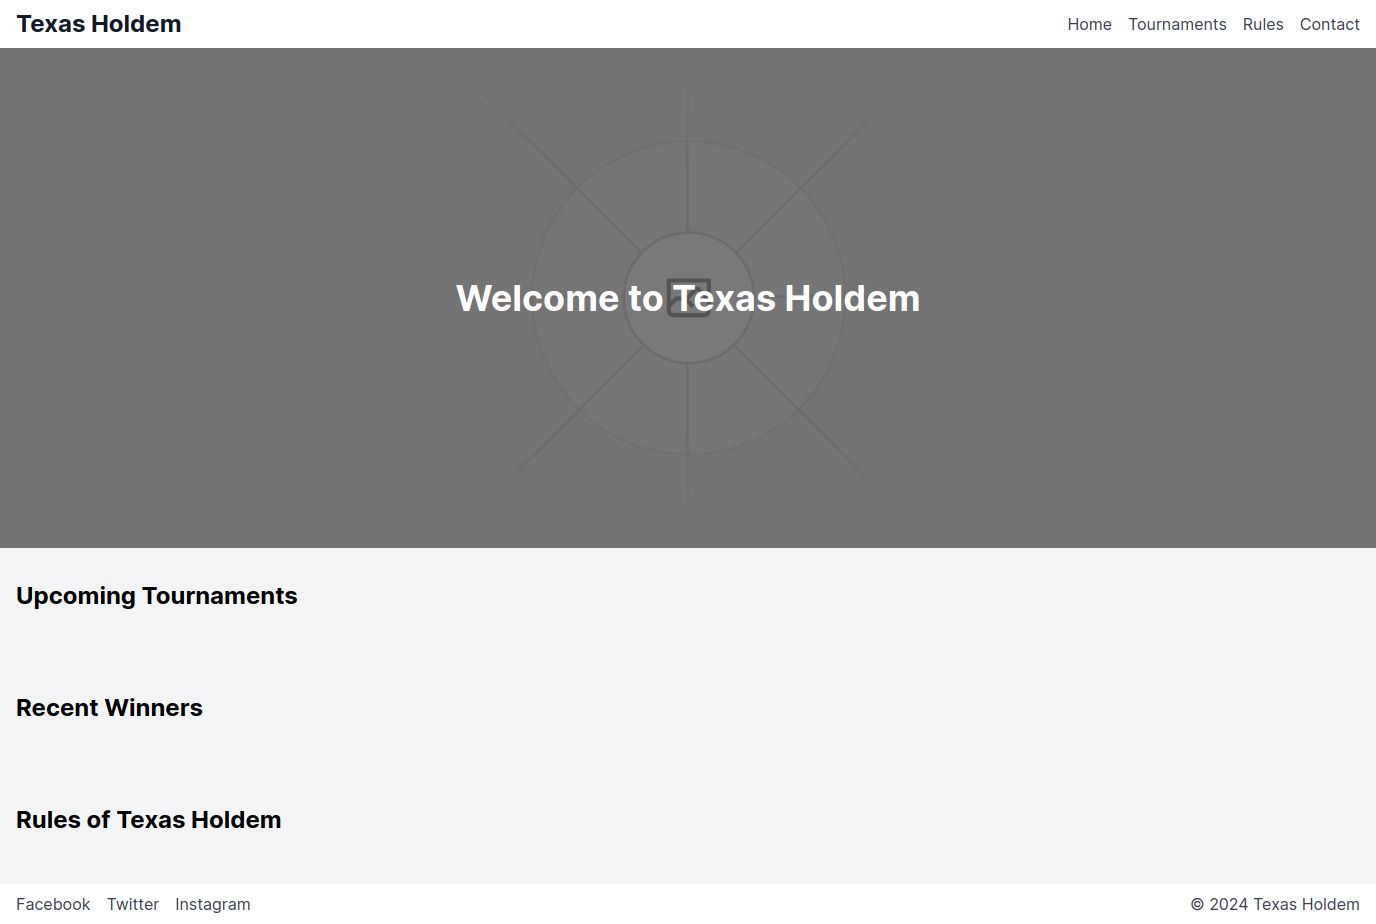 Texas Holdem
Home Tournaments Rules Contact
Welcome to Texas Holdem
Upcoming Tournaments
Recent Winners
Rules of Texas Holdem
Facebook Twitter Instagram
© 2024 Texas Holdem